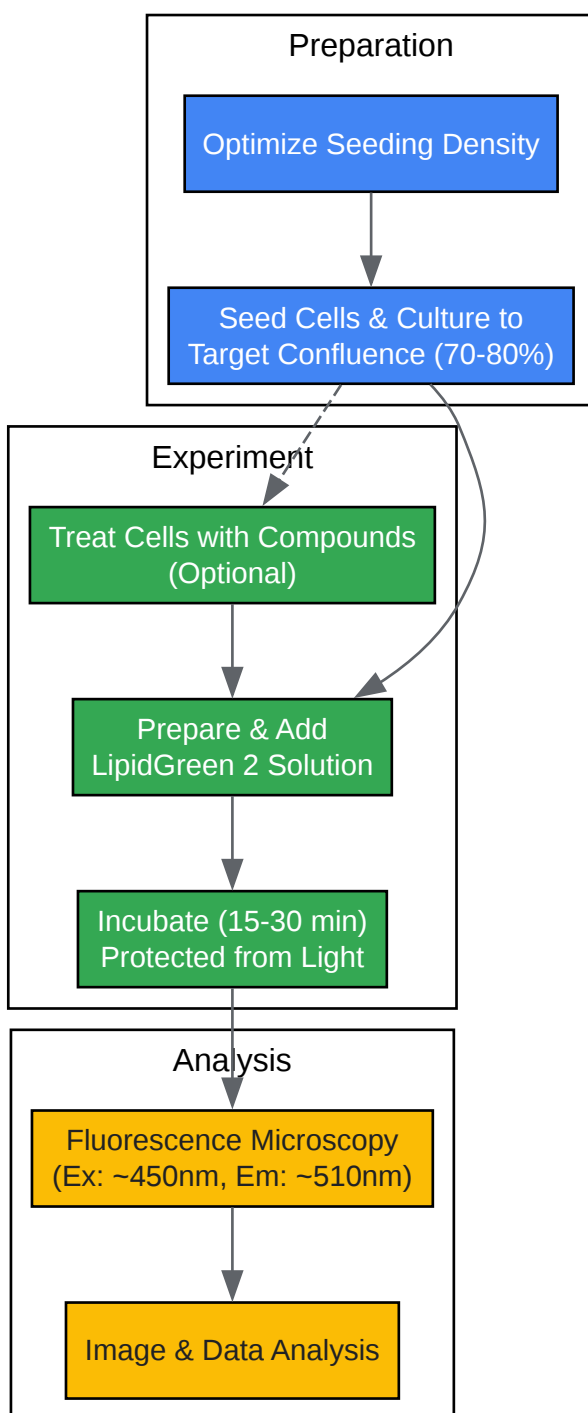 Preparation
Optimize Seeding Density
Seed Cells & Culture to
Target Confluence (70-80%)
Experiment
Treat Cells with Compounds
(Optional)
Prepare & Add
LipidGreen 2 Solution
Incubate (15-30 min)
Protected from Light
Analysis
Fluorescence Microscopy
(Ex: ~450nm, Em: ~510nm)
Image & Data Analysis